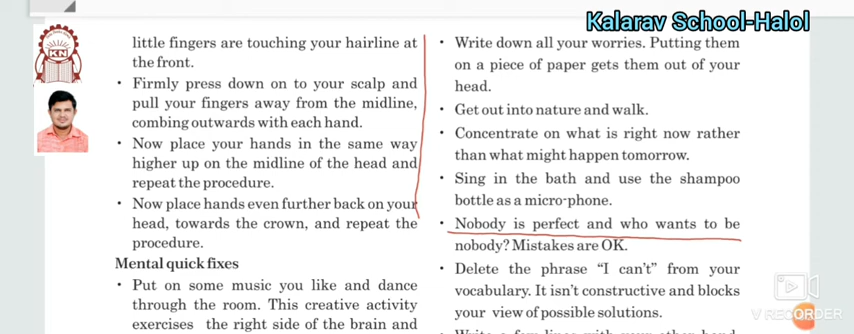 Kalarav School-Halol
KN
little fingers are touching your hairline at
the front.
• Firmly press down on to your scalp and
pull your fingers away from the midline,
combing outwards with each hand.
• Now place your hands in the same way
higher up on the midline of the head and
repeat the procedure.
• Now place hands even further back on your
head, towards the crown, and repeat the
procedure.
Mental quick fixes
• Put on some music you like and dance
through the room. This creative activity
exercises the right side of the brain and
• Write down all your worries. Putting them
on a piece of paper gets them out of your
head.
• Get out into nature and walk.
• Concentrate on what is right now rather
than what might happen tomorrow.
• Sing in the bath and use the shampoo
bottle as a micro-phone.
• Nobody is perfect and who wants to be
nobody? Mistakes are OK.
• Delete the phrase “I can’t” from your
vocabulary. It isn’t constructive and blocks
your view of possible solutions.
• Write a few lines with your other hand
V RECORDER